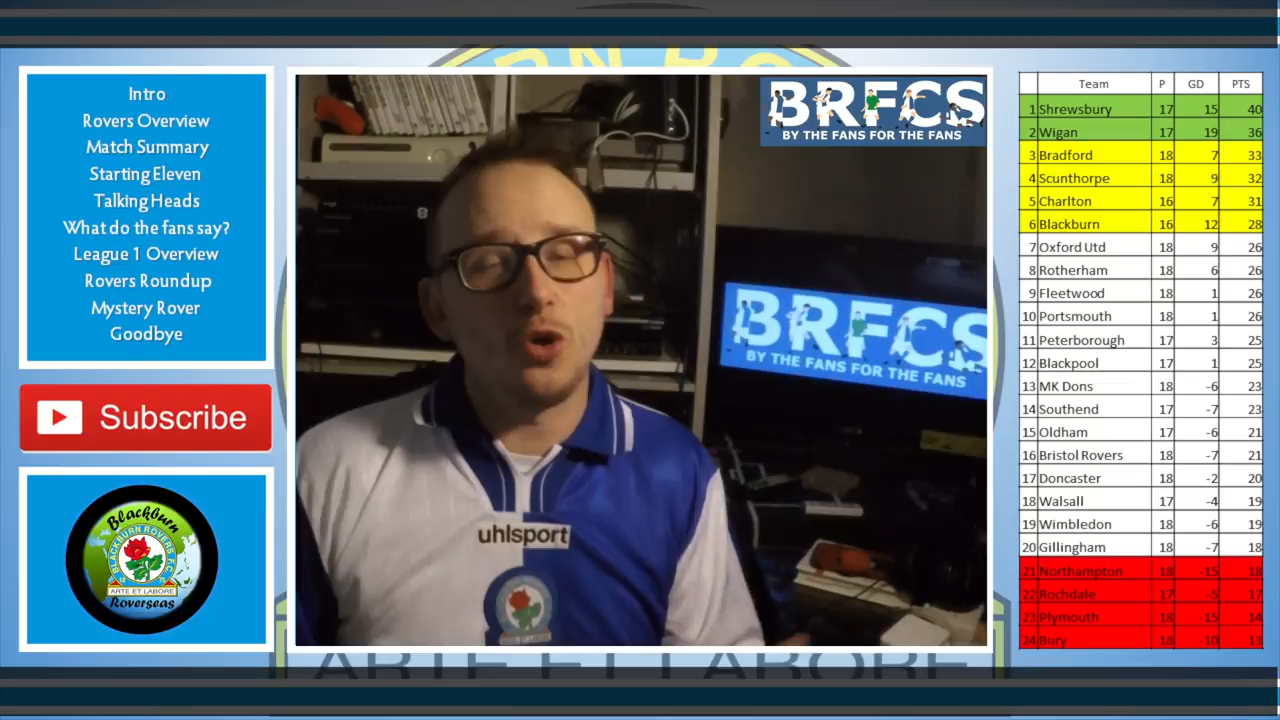 Intro
Rovers Overview
Match Summary
Starting Eleven
Talking Heads
What do the fans say?
League 1 Overview
Rovers Roundup
Mystery Rover
Goodbye
Subscribe
Blackburn
BLACKBURN ROVERS F.C.
1875
ARTE ET LABORE
Roverseas
BRFCS
BY THE FANS FOR THE FANS
BRFCS
BY THE FANS FOR THE FANS
uhlsport
ARTE ET LABORE
Team P GD PTS
1 Shrewsbury 17 15 40
2 Wigan 17 19 36
3 Bradford 18 7 33
4 Scunthorpe 18 9 32
5 Charlton 16 7 31
6 Blackburn 16 12 28
7 Oxford Utd 18 9 26
8 Rotherham 18 6 26
9 Fleetwood 18 1 26
10 Portsmouth 18 1 26
11 Peterborough 17 3 25
12 Blackpool 17 1 25
13 MK Dons 18 -6 23
14 Southend 17 -7 23
15 Oldham 17 -6 21
16 Bristol Rovers 18 -7 21
17 Doncaster 18 -2 20
18 Walsall 17 -4 19
19 Wimbledon 18 -6 19
20 Gillingham 18 -7 18
21 Northampton 18 -15 18
22 Rochdale 17 -5 17
23 Plymouth 18 -15 14
24 Bury 18 -10 13